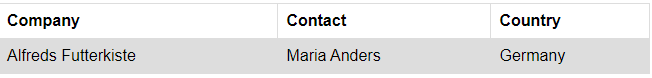 Company Contact Country
Alfreds Futterkiste Maria Anders Germany